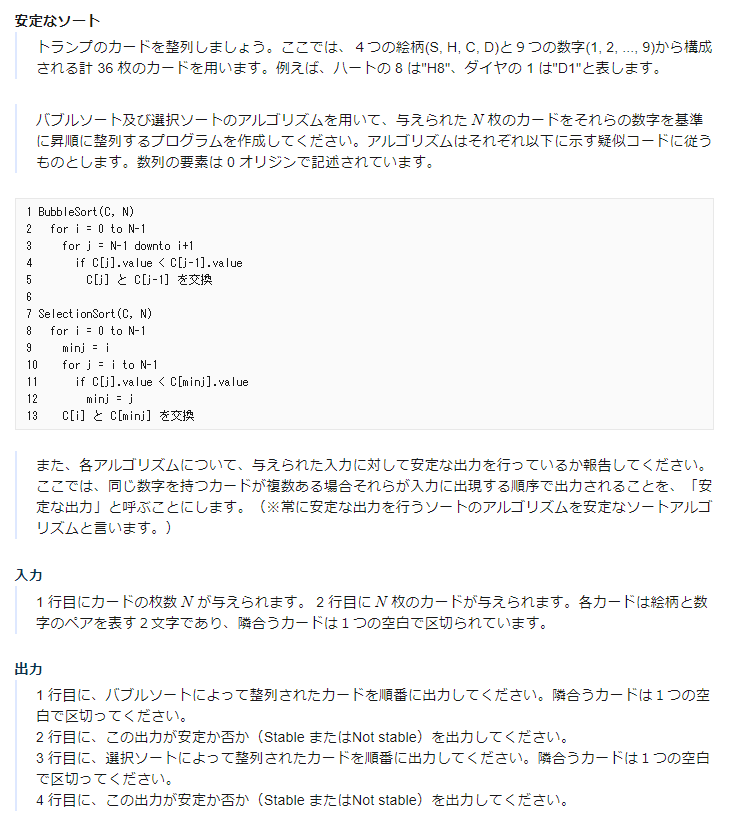 安定なソート
トランプのカードを整列しましょう。ここでは、４つの絵柄(S, H, C, D)と９つの数字(1, 2, ..., 9)から構成
される計 36 枚のカードを用います。例えば、ハートの 8 は"H8"、ダイヤの 1 は"D1"と表します。
バブルソート及び選択ソートのアルゴリズムを用いて、与えられた N 枚のカードをそれらの数字を基準
に昇順に整列するプログラムを作成してください。アルゴリズムはそれぞれ以下に示す疑似コードに従う
ものとします。数列の要素は 0 オリジンで記述されています。
1 BubbleSort(C, N)
2   for i = 0 to N-1
3     for j = N-1 downto i+1
4       if C[j].value < C[j-1].value
5         C[j] と C[j-1] を交換
6
7 SelectionSort(C, N)
8   for i = 0 to N-1
9     minj = i
10    for j = i to N-1
11      if C[j].value < C[minj].value
12        minj = j
13    C[i] と C[minj] を交換
また、各アルゴリズムについて、与えられた入力に対して安定な出力を行っているか報告してください。
ここでは、同じ数字を持つカードが複数ある場合それらが入力に出現する順序で出力されることを、「安
定な出力」と呼ぶことにします。（※常に安定な出力を行うソートのアルゴリズムを安定なソートアルゴ
リズムと言います。）
入力
1 行目にカードの枚数 N が与えられます。 2 行目に N 枚のカードが与えられます。各カードは絵柄と数
字のペアを表す２文字であり、隣合うカードは１つの空白で区切られています。
出力
1 行目に、バブルソートによって整列されたカードを順番に出力してください。隣合うカードは１つの空
白で区切ってください。
2 行目に、この出力が安定か否か（Stable またはNot stable）を出力してください。
3 行目に、選択ソートによって整列されたカードを順番に出力してください。隣合うカードは１つの空白
で区切ってください。
4 行目に、この出力が安定か否か（Stable またはNot stable）を出力してください。